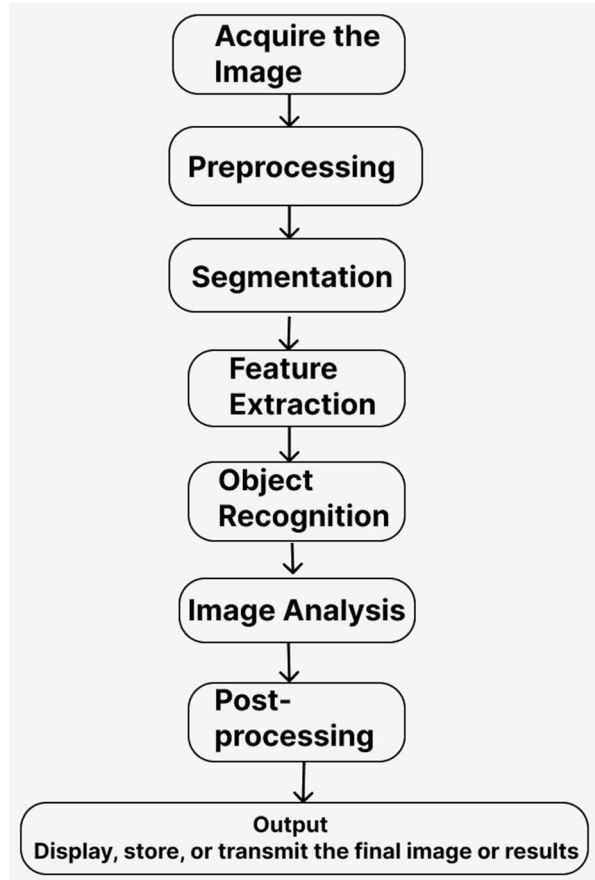 Acquire the
Image
Preprocessing
Segmentation
Feature
Extraction
Object
Recognition
Image Analysis
Post-
processing
Output
Display, store, or transmit the final image or results